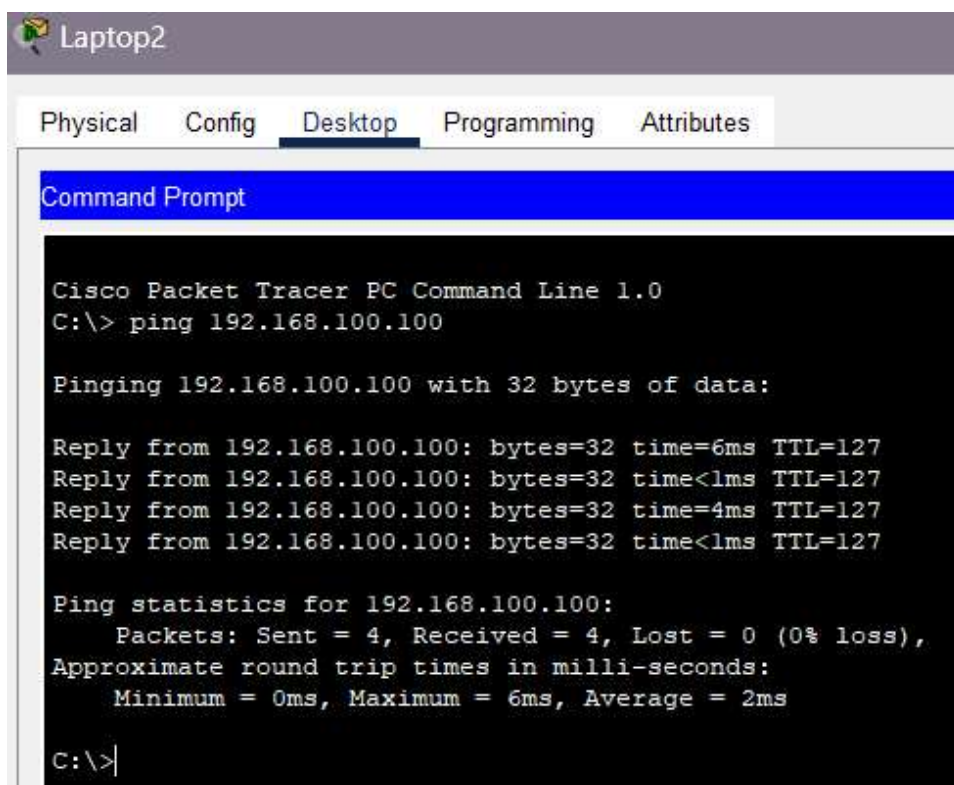 Laptop2
Physical Config Desktop Programming Attributes
Command Prompt
Cisco Packet Tracer PC Command Line 1.0
C:\> ping 192.168.100.100
Pinging 192.168.100.100 with 32 bytes of data:
Reply from 192.168.100.100: bytes=32 time=6ms TTL=127
Reply from 192.168.100.100: bytes=32 time<1ms TTL=127
Reply from 192.168.100.100: bytes=32 time=4ms TTL=127
Reply from 192.168.100.100: bytes=32 time<1ms TTL=127
Ping statistics for 192.168.100.100:
Packets: Sent = 4, Received = 4, Lost = 0 (0% loss),
Approximate round trip times in milli-seconds:
Minimum = 0ms, Maximum = 6ms, Average = 2ms
C:\>